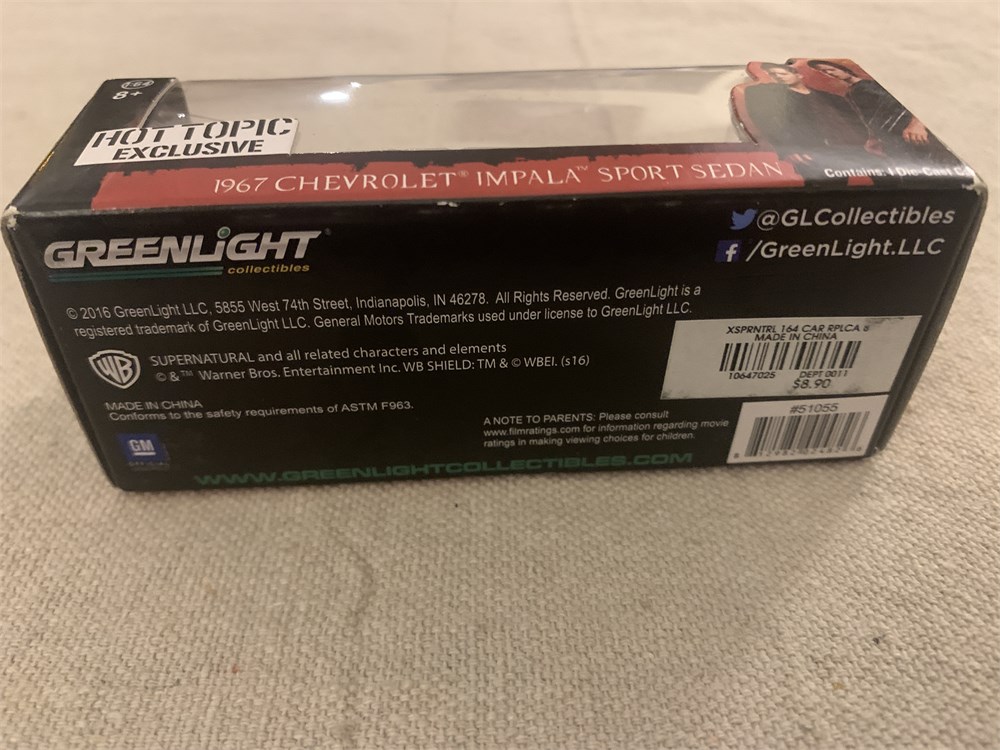 1:64
8+
HOT TOPIC
EXCLUSIVE
1967 CHEVROLET® IMPALA™ SPORT SEDAN
Contains: 1 Die-Cast
GREENLiGHT®
collectibles
@GLCollectibles
f /GreenLight.LLC
© 2016 GreenLight LLC, 5855 West 74th Street, Indianapolis, IN 46278. All Rights Reserved. GreenLight is a
registered trademark of GreenLight LLC. General Motors Trademarks used under license to GreenLight LLC.
WB
SUPERNATURAL and all related characters and elements
© &™ Warner Bros. Entertainment Inc. WB SHIELD: TM & © WBEI. (s16)
MADE IN CHINA
Conforms to the safety requirements of ASTM F963.
GM
A NOTE TO PARENTS: Please consult
www.filmratings.com for information regarding movie
ratings in making viewing choices for children.
WWW.GREENLIGHTCOLLECTIBLES.COM
XSPRNTRL 164 CAR RPLCA
MADE IN CHINA
10647025 DEPT 0011
$8.90
#51055